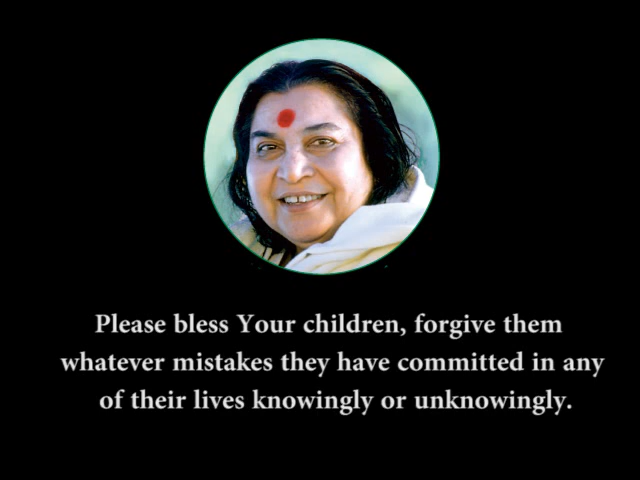 Please bless Your children, forgive them
whatever mistakes they have committed in any
of their lives knowingly or unknowingly.